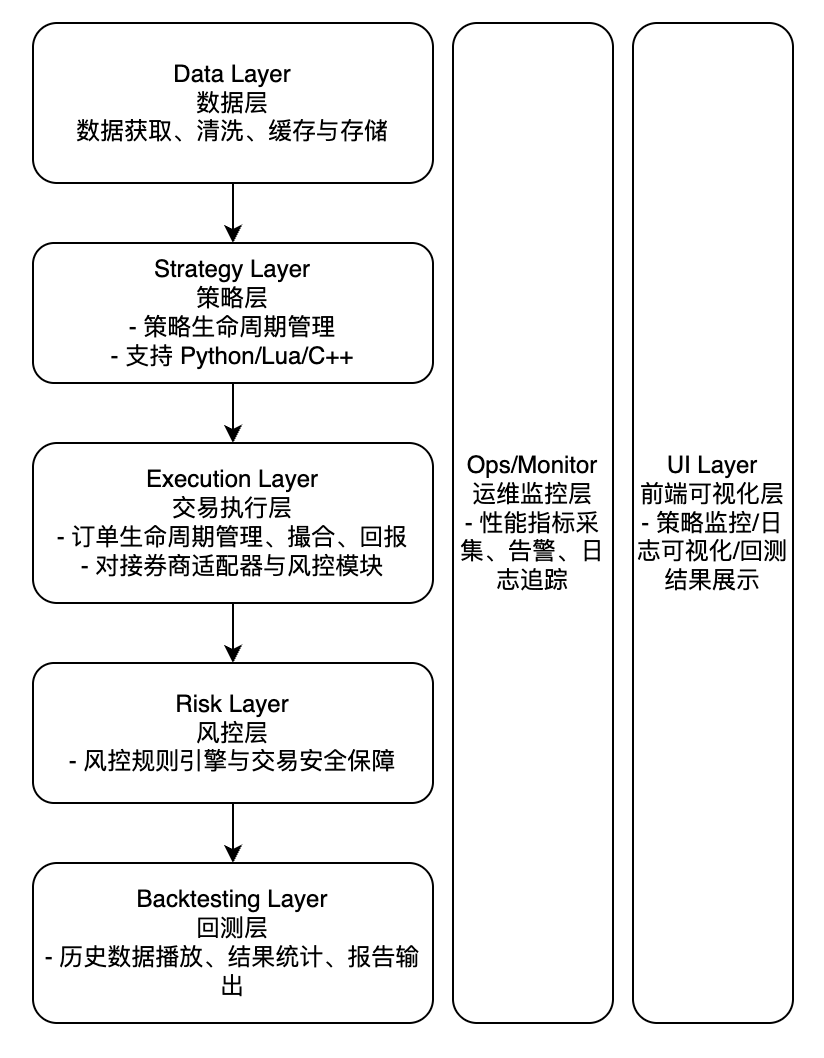 Data Layer
数据层
数据获取、清洗、缓存与存储
Strategy Layer
策略层
- 策略生命周期管理
- 支持 Python/Lua/C++
Execution Layer
交易执行层
- 订单生命周期管理、撮合、回报
- 对接券商适配器与风控模块
Risk Layer
风控层
- 风控规则引擎与交易安全保障
Backtesting Layer
回测层
- 历史数据播放、结果统计、报告输
出
Ops/Monitor
运维监控层
- 性能指标采
集、告警、日
志追踪
UI Layer
前端可视化层
- 策略监控/日
志可视化/回测
结果展示